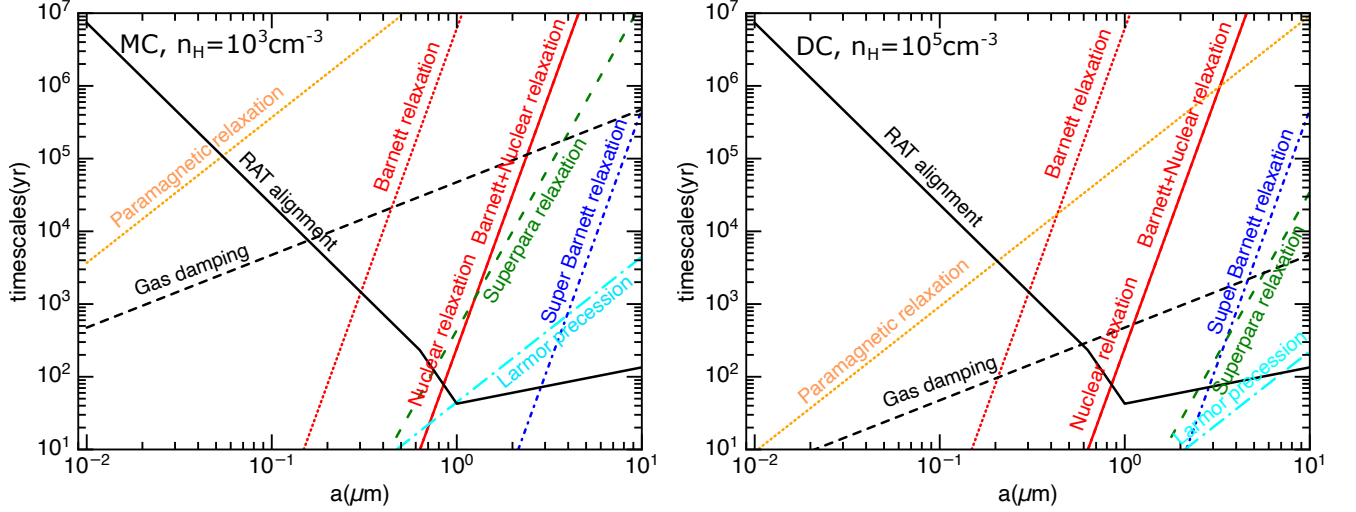 MC, n_H=10^3cm^-3
timescales(yr)
10^7
10^6
10^5
10^4
10^3
10^2
10^1
Paramagnetic relaxation
RAT alignment
Gas damping
Barnett relaxation
Nuclear relaxation
Barnett+Nuclear relaxation
Superpara relaxation
Super Barnett relaxation
Larmor precession
10^-2
10^-1
10^0
10^1
a(μm)
DC, n_H=10^5cm^-3
timescales(yr)
10^7
10^6
10^5
10^4
10^3
10^2
10^1
Paramagnetic relaxation
RAT alignment
Gas damping
Barnett relaxation
Nuclear relaxation
Barnett+Nuclear relaxation
Super Barnett relaxation
Superpara relaxation
Larmor precession
10^-2
10^-1
10^0
10^1
a(μm)